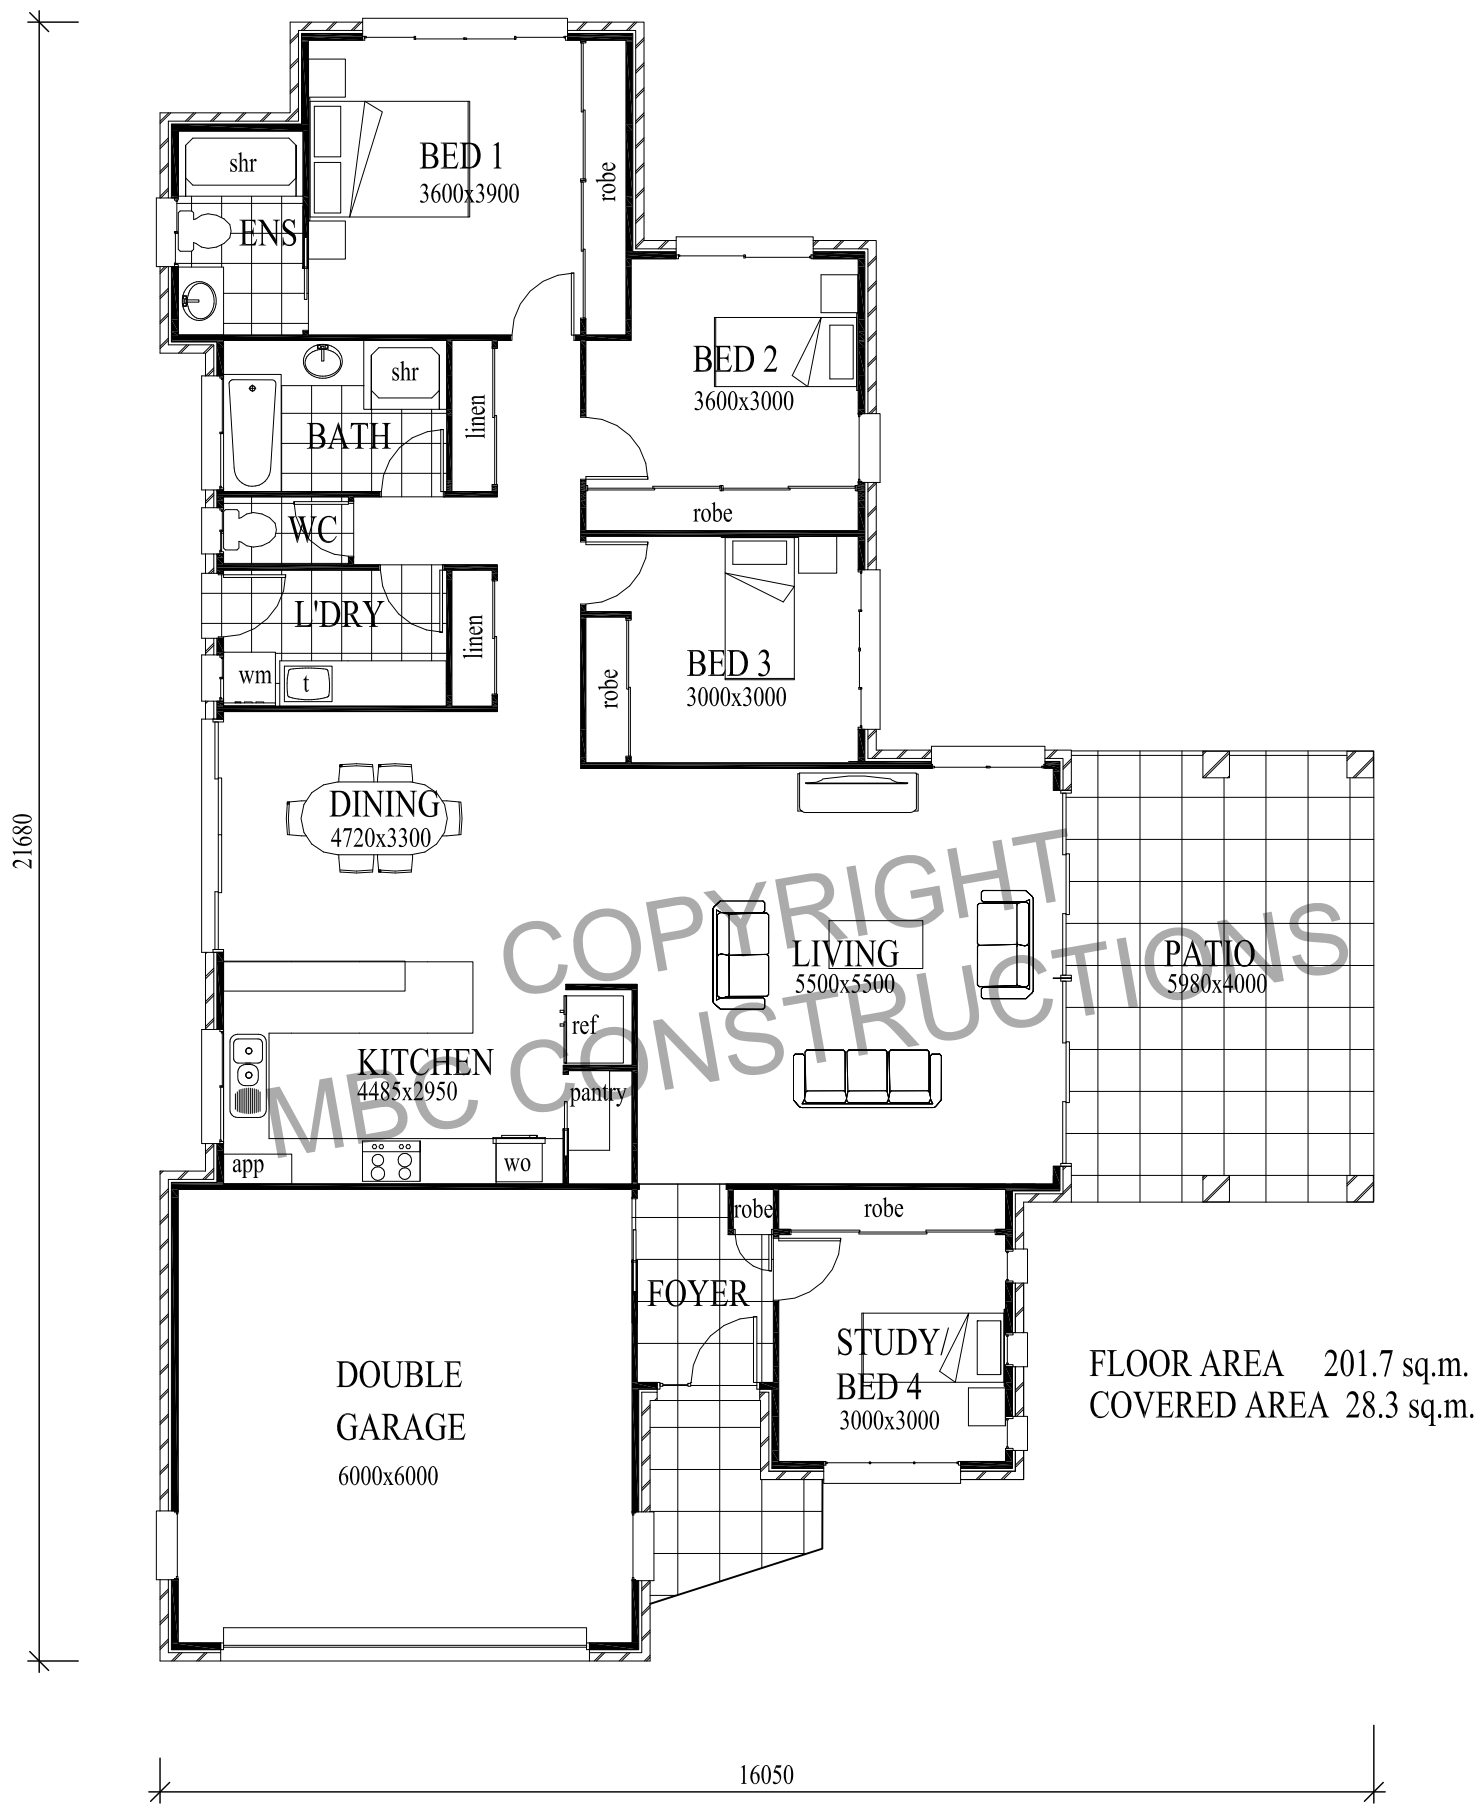 shr
BED 1
3600x3900
robe
ENS
BED 2
3600x3000
shr
linen
BATH
robe
WC
L'DRY
linen
wm
t
BED 3
3000x3000
robe
21680
DINING
4720x3300
COPYRIGHT
MBC CONSTRUCTIONS
LIVING
5500x5500
PATIO
5980x4000
ref
KITCHEN
4485x2950
pantry
app
wo
robe
robe
FOYER
STUDY/
BED 4
3000x3000
DOUBLE
GARAGE
6000x6000
FLOOR AREA 201.7 sq.m.
COVERED AREA 28.3 sq.m.
16050